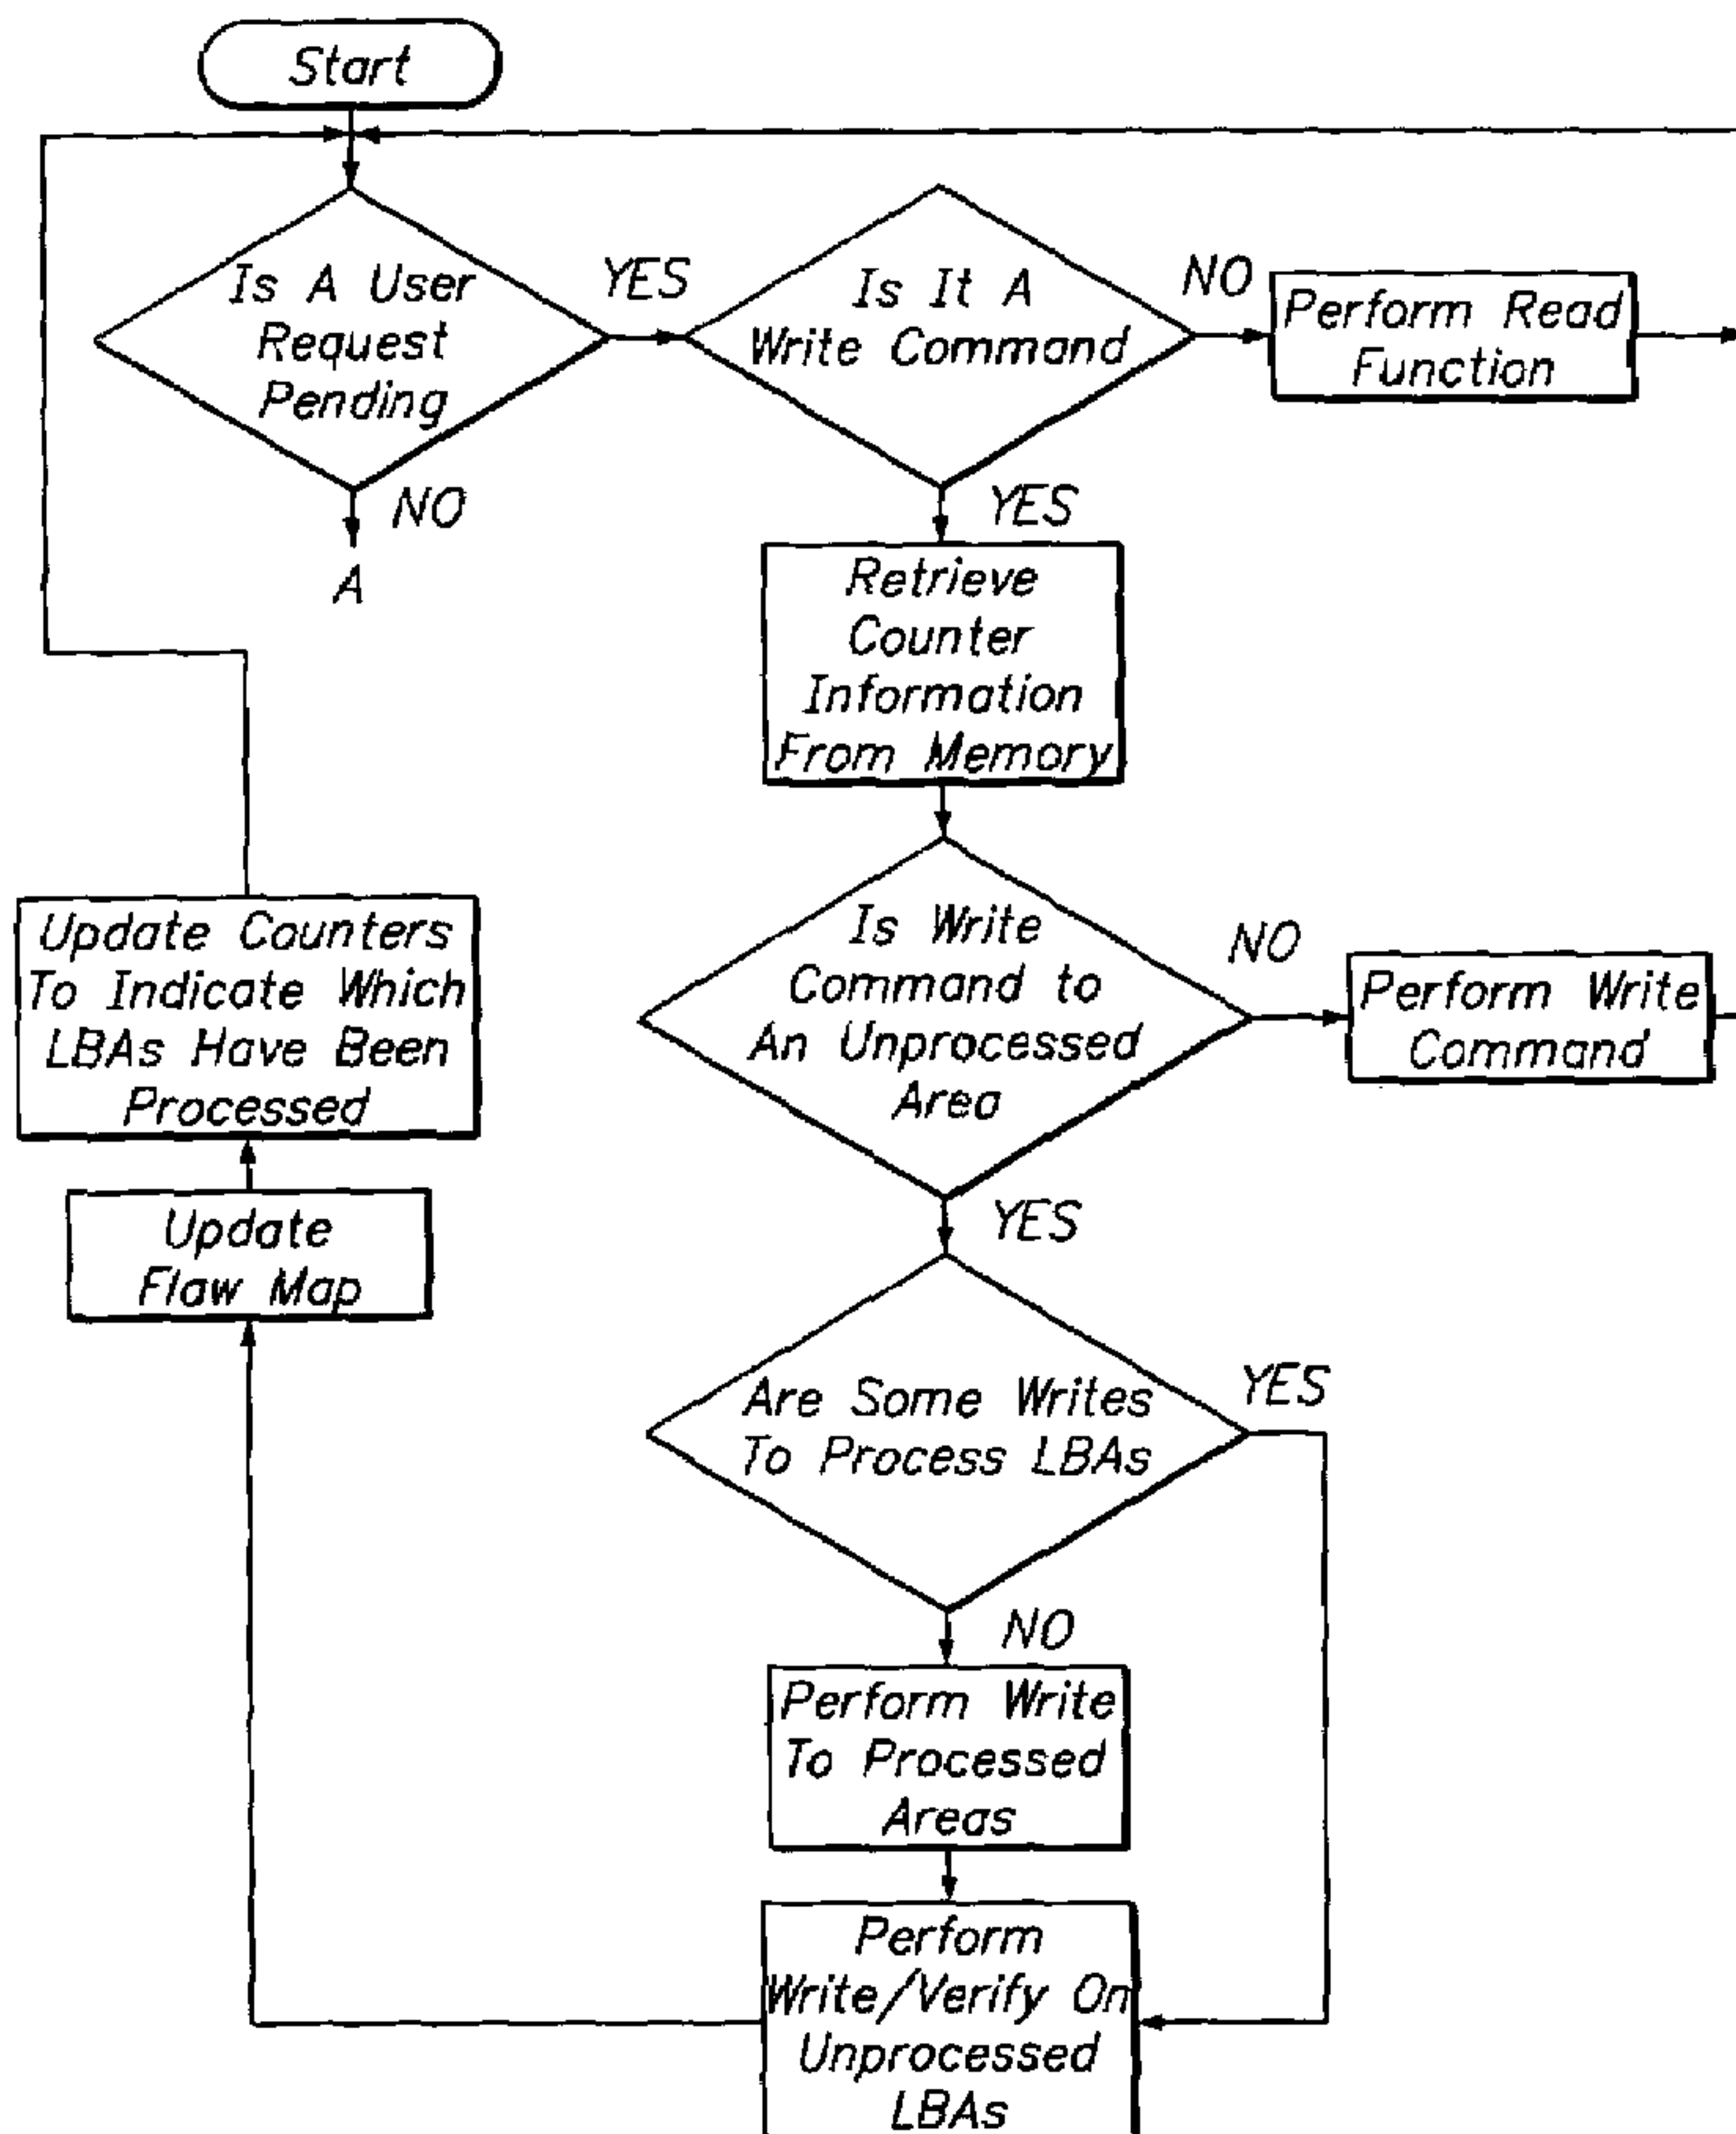 Start
Is A User
Request
Pending
YES
Is It A
Write Command
NO
Perform Read
Function
NO
A
YES
Retrieve
Counter
Information
From Memory
Update Counters
To Indicate Which
LBAs Have Been
Processed
Is Write
Command to
An Unprocessed
Area
NO
Perform Write
Command
Update
Flaw Map
YES
Are Some Writes
To Process LBAs
YES
NO
Perform Write
To Processed
Areas
Perform
Write/Verify On
Unprocessed
LBAs